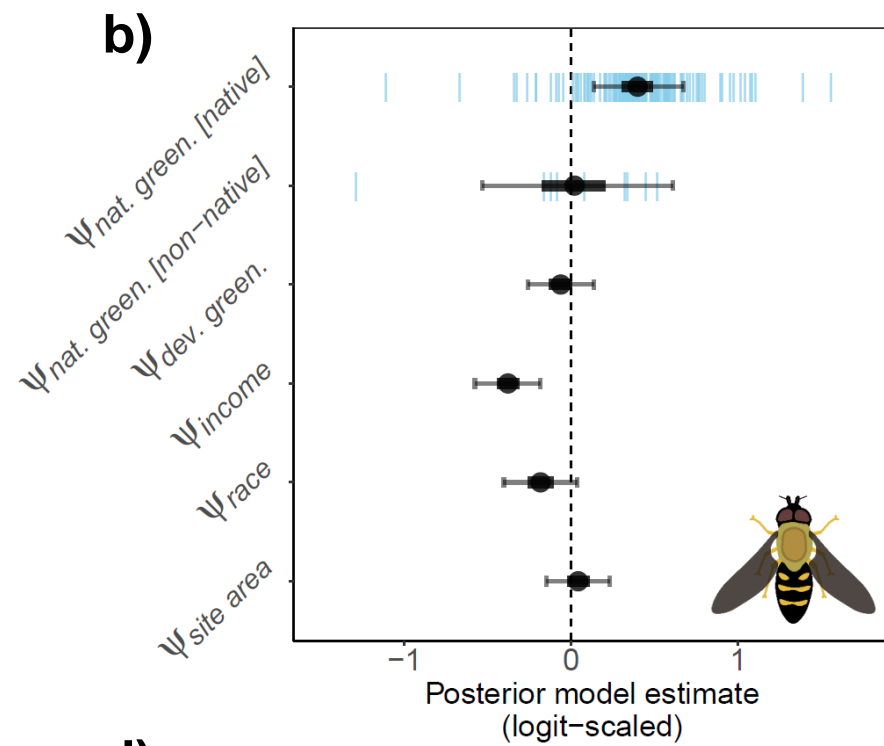 b)
Ψnat. green. [native]
Ψnat. green. [non−native]
Ψdev. green.
Ψincome
Ψrace
Ψsite area
−1 0 1
Posterior model estimate
(logit−scaled)